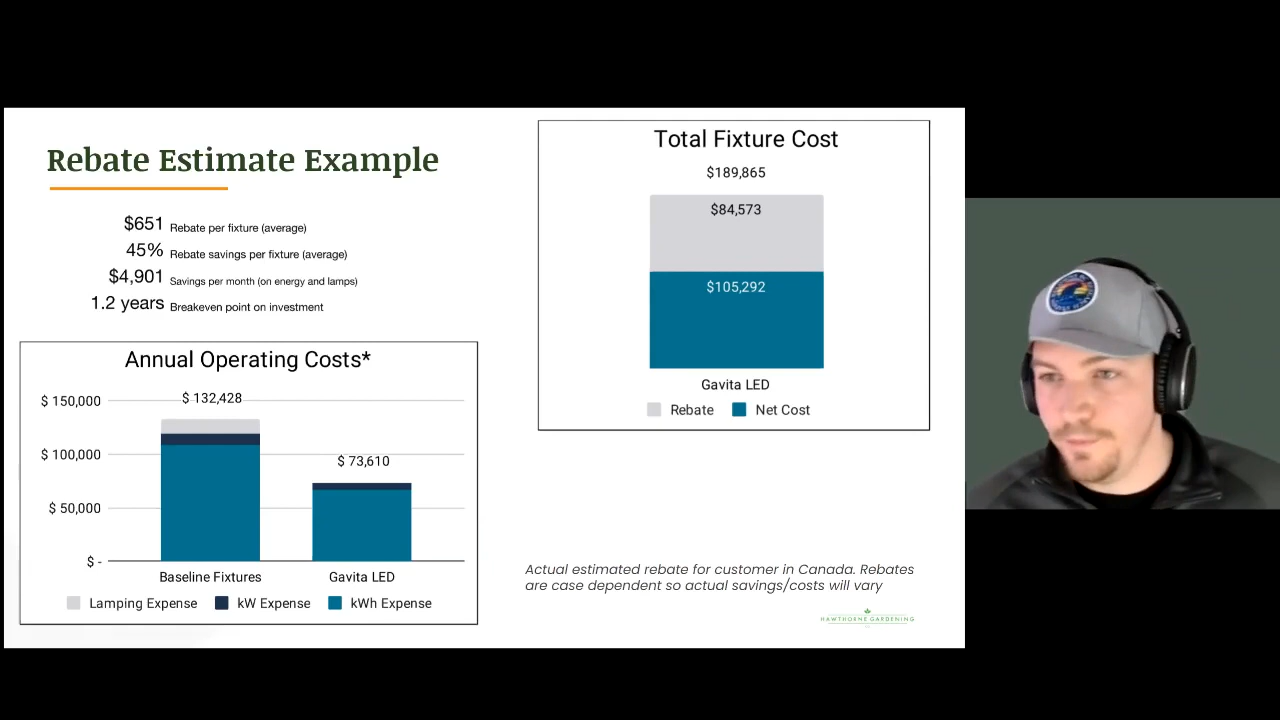 Rebate Estimate Example
$651 Rebate per fixture (average)
45% Rebate savings per fixture (average)
$4,901 Savings per month (on energy and lamps)
1.2 years Breakeven point on investment
Annual Operating Costs*
$ 150,000
$ 132,428
$ 100,000
$ 73,610
$ 50,000
$ -
Baseline Fixtures
Gavita LED
Lamping Expense
kW Expense
kWh Expense
Total Fixture Cost
$189,865
$84,573
$105,292
Gavita LED
Rebate
Net Cost
Actual estimated rebate for customer in Canada. Rebates
are case dependent so actual savings/costs will vary
HAWTHORNE GARDENING